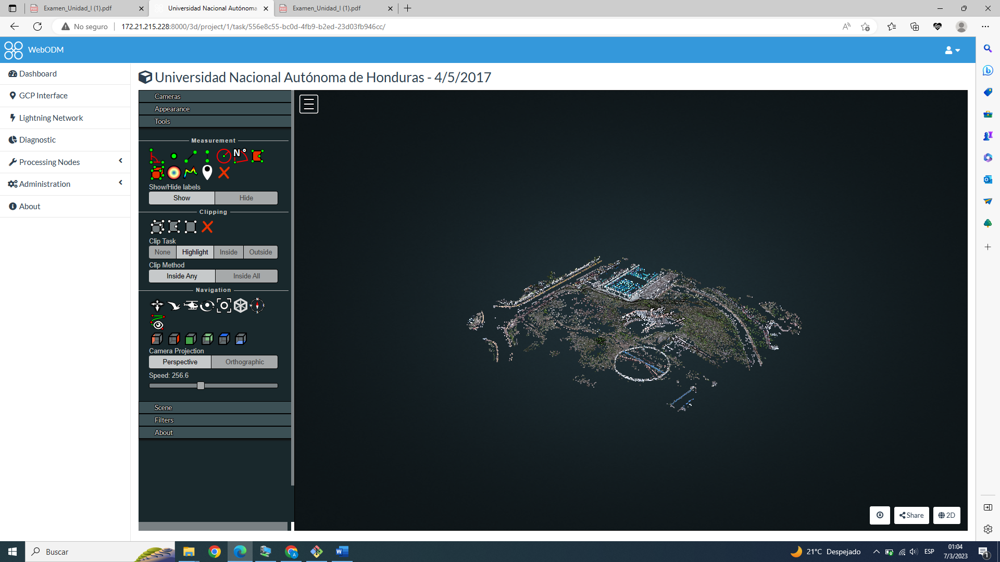 Examen_Unidad_I (1).pdf
Universidad Nacional Autónoma
Examen_Unidad_I (1).pdf
No seguro
172.21.215.228:8000/3d/project/1/task/556e8c55-bc0d-4fb9-b2ed-23d03fb946cc/
WebODM
Dashboard
GCP Interface
Lightning Network
Diagnostic
Processing Nodes
Administration
About
Universidad Nacional Autónoma de Honduras - 4/5/2017
Cameras
Appearance
Tools
Measurement
N°
Show/Hide labels
Show Hide
Clipping
Clip Task
None Highlight Inside Outside
Clip Method
Inside Any Inside All
Navigation
Camera Projection
Perspective Orthographic
Speed: 256.6
Scene
Filters
About
Share
2D
Buscar
21°C Despejado
ESP
01:04
7/3/2023
1